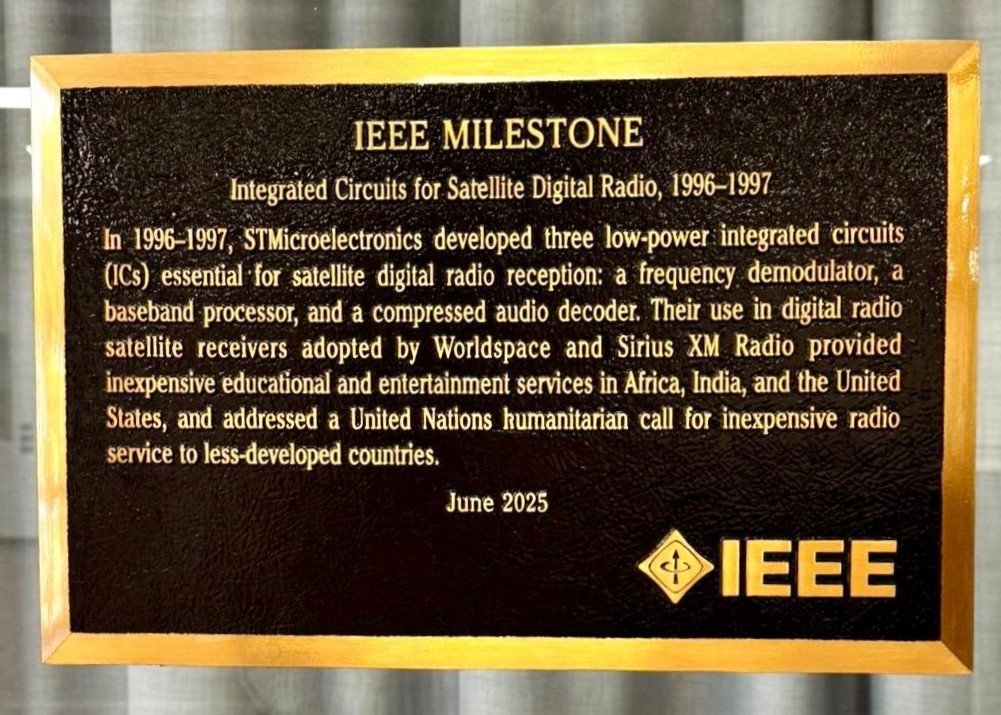 IEEE MILESTONE
Integrated Circuits for Satellite Digital Radio, 1996–1997
In 1996–1997, STMicroelectronics developed three low-power integrated circuits
(ICs) essential for satellite digital radio reception: a frequency demodulator, a
baseband processor, and a compressed audio decoder. Their use in digital radio
satellite receivers adopted by Worldspace and Sirius XM Radio provided
inexpensive educational and entertainment services in Africa, India, and the United
States, and addressed a United Nations humanitarian call for inexpensive radio
service to less-developed countries.
June 2025
IEEE